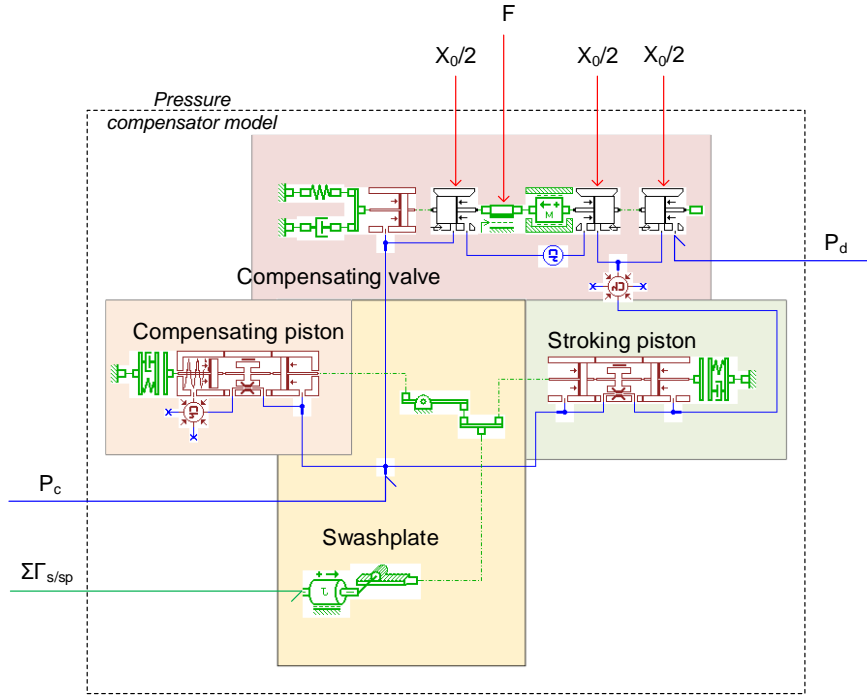 F
X0/2 X0/2 X0/2
Pressure
compensator model
M
Pd
Compensating valve
Compensating piston
Stroking piston
Pc
Swashplate
ΣΓs/sp